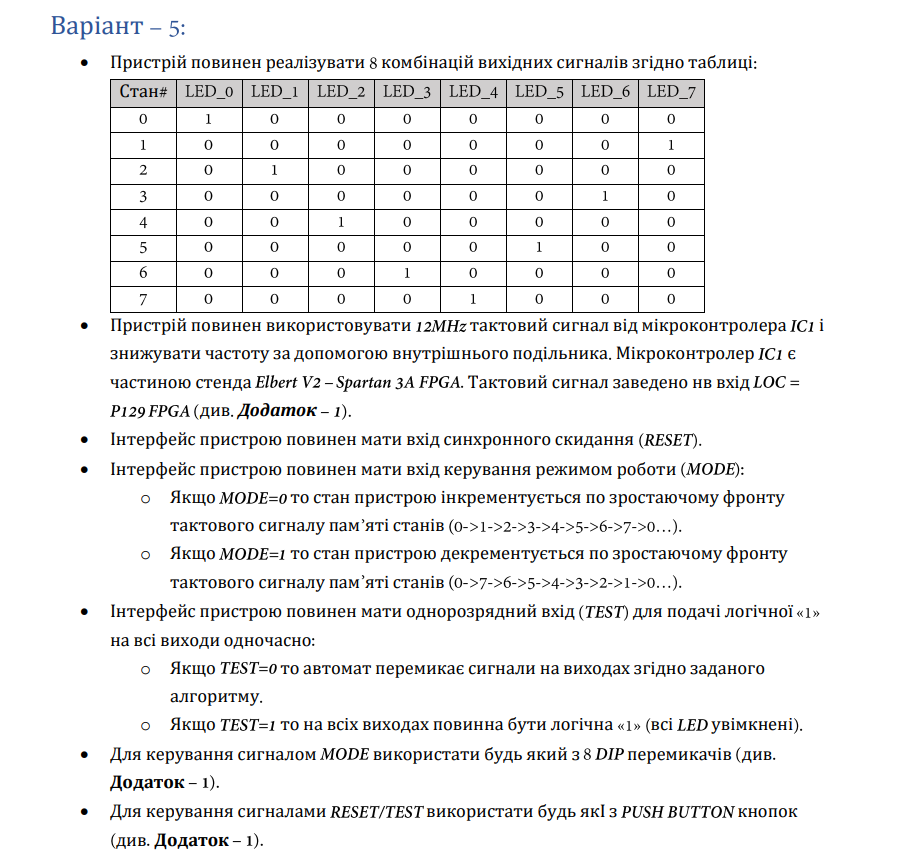 Варіант – 5:
• Пристрій повинен реалізувати 8 комбінацій вихідних сигналів згідно таблиці:
Стан# LED_0 LED_1 LED_2 LED_3 LED_4 LED_5 LED_6 LED_7
0 1 0 0 0 0 0 0 0
1 0 0 0 0 0 0 0 1
2 0 1 0 0 0 0 0 0
3 0 0 0 0 0 0 1 0
4 0 0 1 0 0 0 0 0
5 0 0 0 0 0 1 0 0
6 0 0 0 1 0 0 0 0
7 0 0 0 0 1 0 0 0
• Пристрій повинен використовувати 12MHz тактовий сигнал від мікроконтролера IC1 і
знижувати частоту за допомогою внутрішнього подільника. Мікроконтролер IC1 є
частиною стенда Elbert V2 – Spartan 3A FPGA. Тактовий сигнал заведено нв вхід LOC =
P129 FPGA (див. Додаток – 1).
• Інтерфейс пристрою повинен мати вхід синхронного скидання (RESET).
• Інтерфейс пристрою повинен мати вхід керування режимом роботи (MODE):
o Якщо MODE=0 то стан пристрою інкрементується по зростаючому фронту
тактового сигналу пам’яті станів (0->1->2->3->4->5->6->7->0…).
o Якщо MODE=1 то стан пристрою декрементується по зростаючому фронту
тактового сигналу пам’яті станів (0->7->6->5->4->3->2->1->0…).
• Інтерфейс пристрою повинен мати однорозрядний вхід (TEST) для подачі логічної «1»
на всі виходи одночасно:
o Якщо TEST=0 то автомат перемикає сигнали на виходах згідно заданого
алгоритму.
o Якщо TEST=1 то на всіх виходах повинна бути логічна «1» (всі LED увімкнені).
• Для керування сигналом MODE використати будь який з 8 DIP перемикачів (див.
Додаток – 1).
• Для керування сигналами RESET/TEST використати будь якІ з PUSH BUTTON кнопок
(див. Додаток – 1).